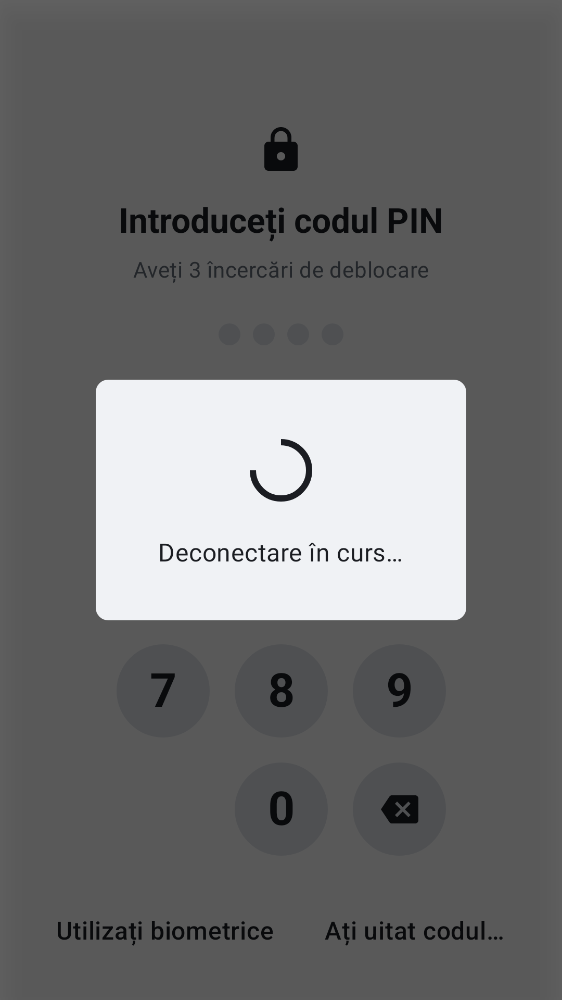 Introduceți codul PIN
Aveți 3 încercări de deblocare
Deconectare în curs…
7 8 9
0
Utilizați biometrice Ați uitat codul…